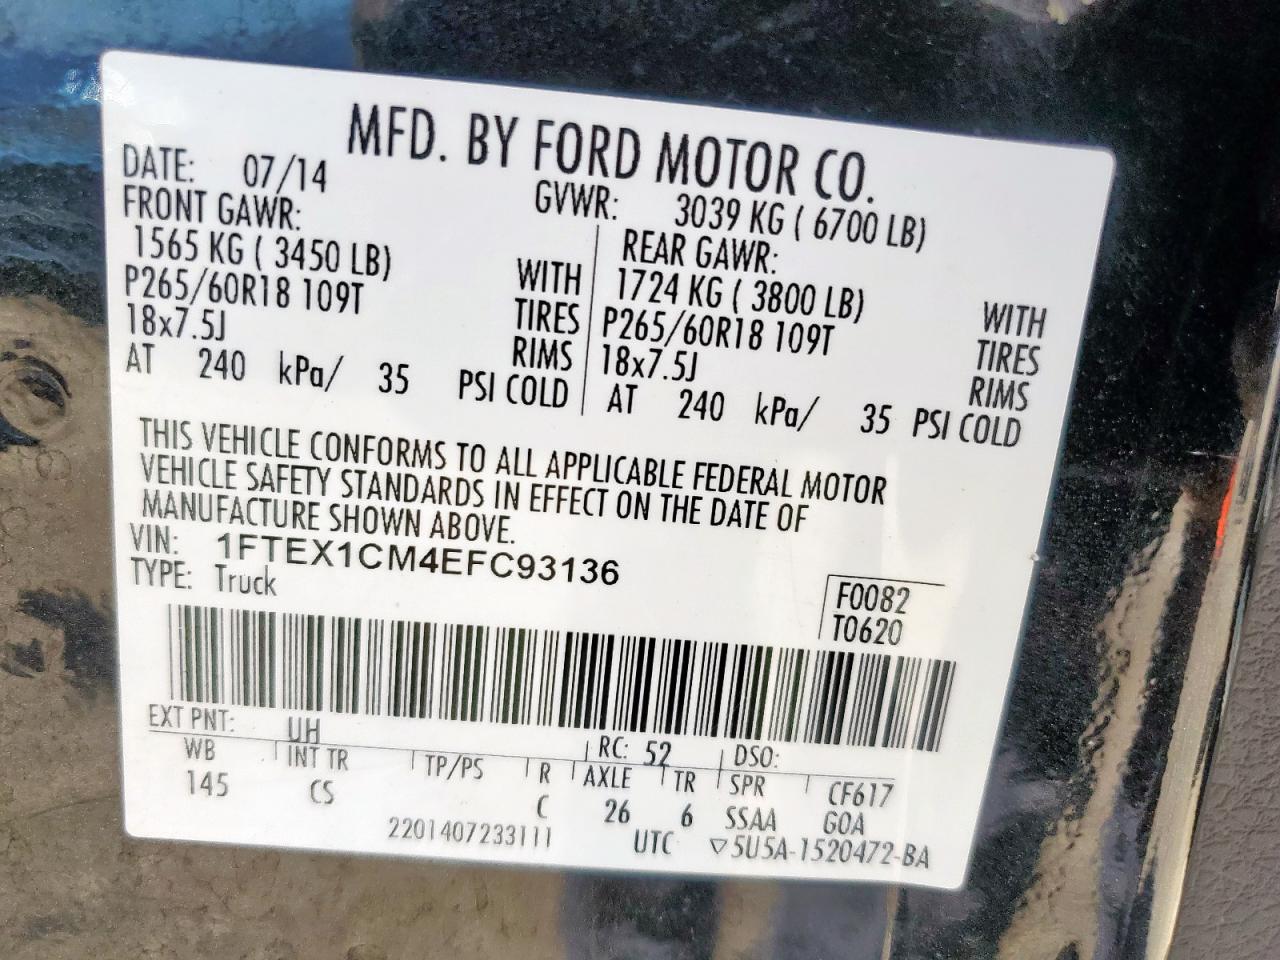 MFD. BY FORD MOTOR CO.
DATE: 07/14 GVWR: 3039 KG ( 6700 LB)
FRONT GAWR: REAR GAWR:
1565 KG ( 3450 LB) WITH 1724 KG ( 3800 LB) WITH
P265/60R18 109T TIRES P265/60R18 109T TIRES
18x7.5J RIMS 18x7.5J RIMS
AT 240 kPa/ 35 PSI COLD AT 240 kPa/ 35 PSI COLD
THIS VEHICLE CONFORMS TO ALL APPLICABLE FEDERAL MOTOR
VEHICLE SAFETY STANDARDS IN EFFECT ON THE DATE OF
MANUFACTURE SHOWN ABOVE.
VIN: 1FTEX1CM4EFC93136
TYPE: Truck F0082
T0620
EXT PNT: UH RC: 52 DSO:
WB INT TR TP/PS R AXLE TR SPR CF617
145 CS C 26 6 SSAA GOA
2201407233111 UTC ▽5U5A-1520472-BA